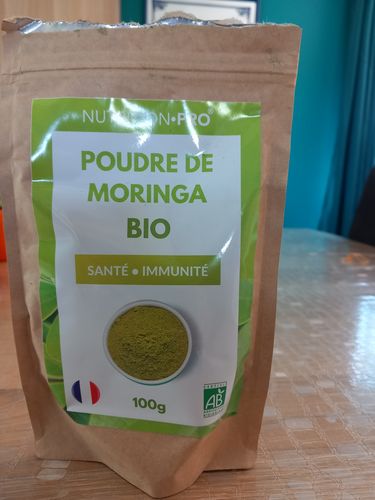 POUDRE DE
MORINGA
BIO
SANTÉ • IMMUNITÉ
100g
AB